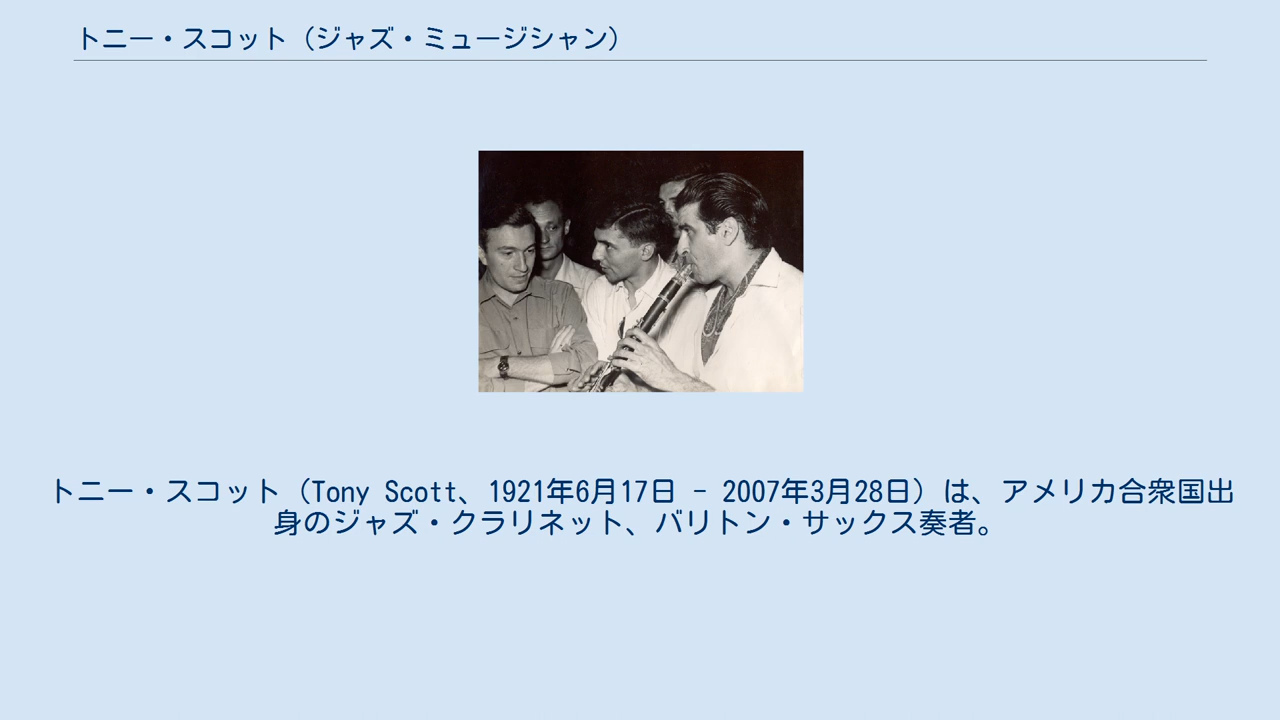 トニー・スコット（ジャズ・ミュージシャン）
トニー・スコット（Tony Scott、1921年6月17日 - 2007年3月28日）は、アメリカ合衆国出
身のジャズ・クラリネット、バリトン・サックス奏者。